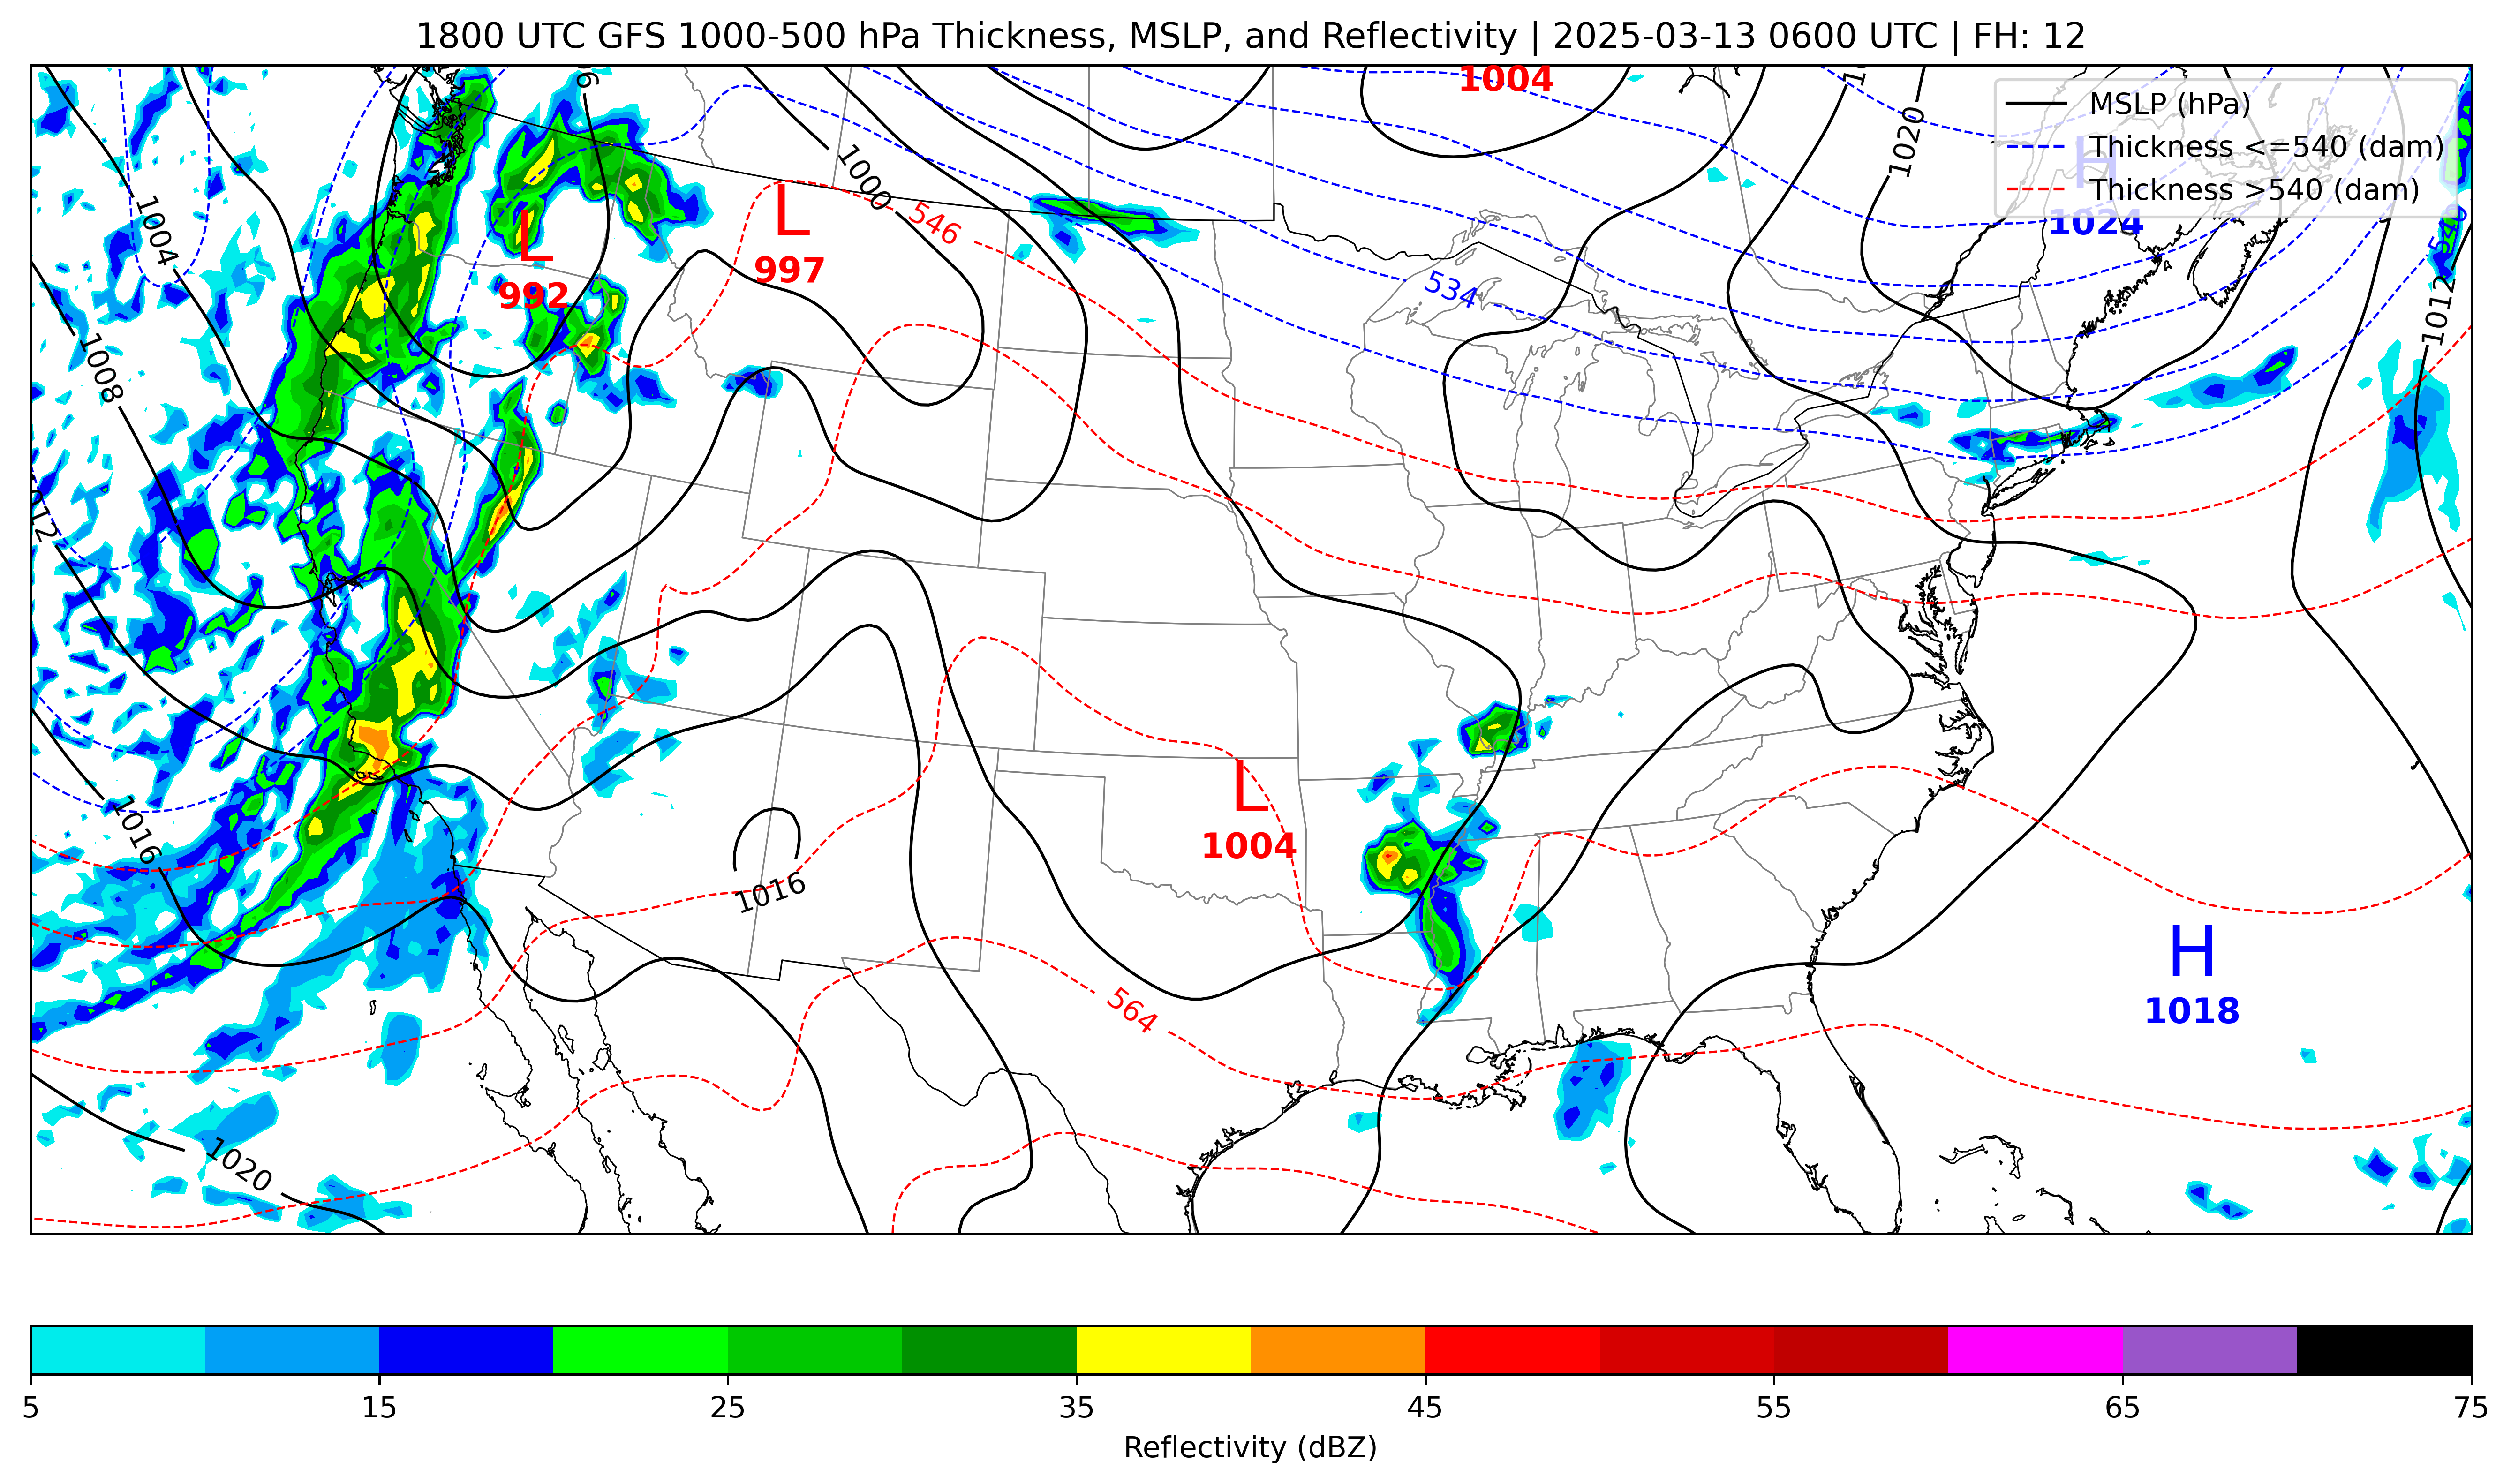 1800 UTC GFS 1000-500 hPa Thickness, MSLP, and Reflectivity | 2025-03-13 0600 UTC | FH: 12
1004
MSLP (hPa)
Thickness <=540 (dam)
Thickness >540 (dam)
H
1024
1020
1000
1004
L
992
L
997
546
540
534
1012
1008
1012
1016
L
1004
1016
H
1018
564
1020
5
15
25
35
45
55
65
75
Reflectivity (dBZ)